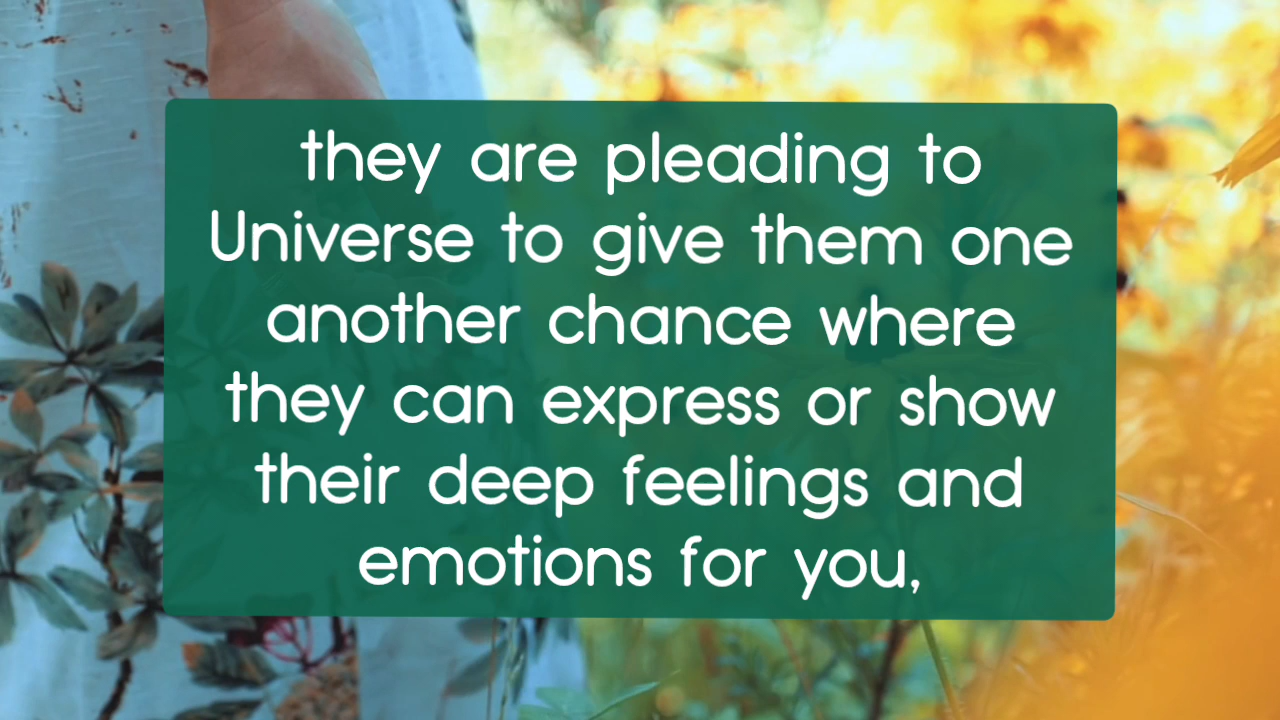 they are pleading to
Universe to give them one
another chance where
they can express or show
their deep feelings and
emotions for you,